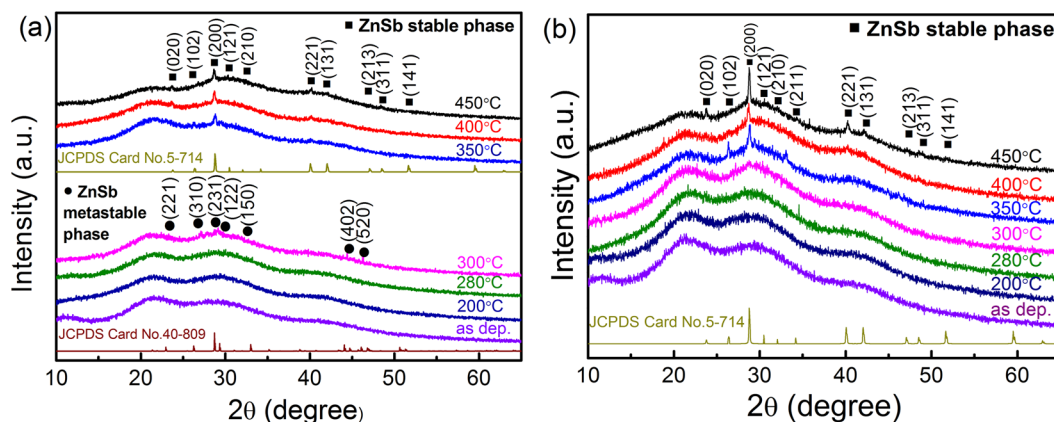 (a)
■ ZnSb stable phase
(020)
(102)
(200)
(121)
(210)
(221)
(131)
(213)
(311)
(141)
450°C
400°C
350°C
JCPDS Card No.5-714
● ZnSb
metastable
phase
(221)
(310)
(231)
(122)
(150)
(402)
(520)
300°C
280°C
200°C
as dep.
JCPDS Card No.40-809
Intensity (a.u.)
10 20 30 40 50 60
2θ (degree)
(b)
■ ZnSb stable phase
(020)
(102)
(200)
(121)
(210)
(211)
(221)
(131)
(213)
(311)
(141)
450°C
400°C
350°C
300°C
280°C
200°C
as dep.
JCPDS Card No.5-714
Intensity (a.u.)
10 20 30 40 50 60
2θ (degree)